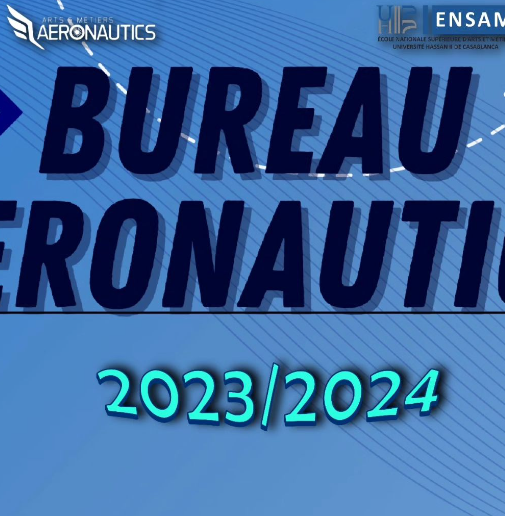 ARTS & METIERS
AERONAUTICS
ENSAM
ÉCOLE NATIONALE SUPÉRIEURE D'ARTS ET MÉTIERS
UNIVERSITÉ HASSAN II DE CASABLANCA
BUREAU
ERONAUTIC
2023/2024